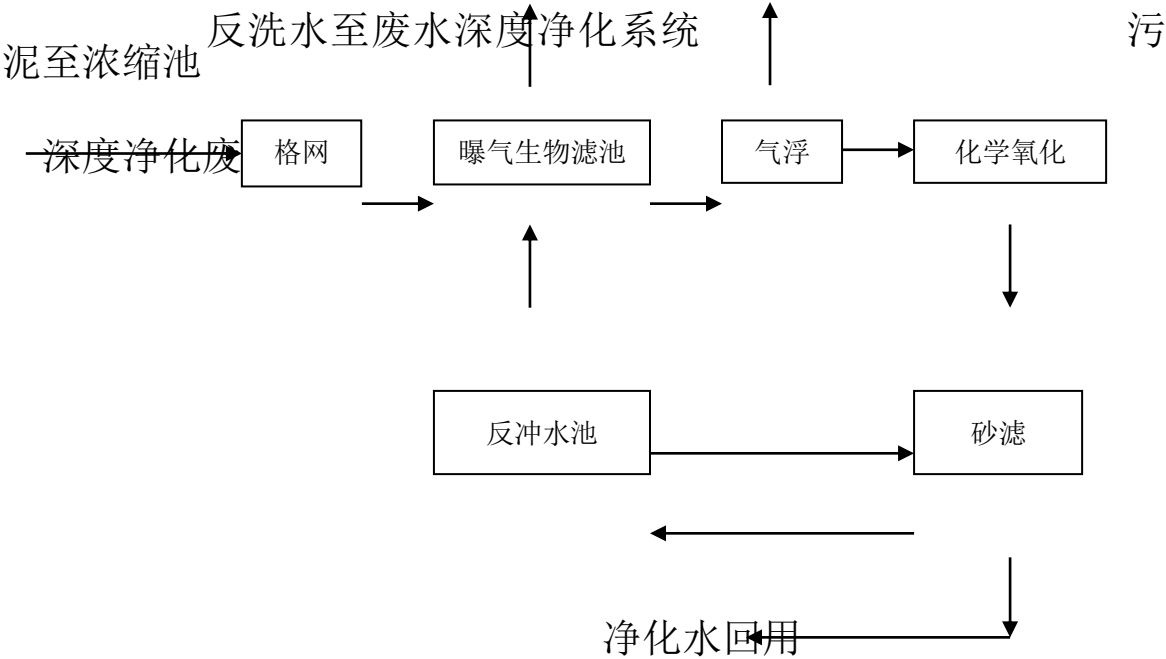 反洗水至废水深度净化系统 污
泥至浓缩池
深度净化废
格网
曝气生物滤池
气浮
化学氧化
反冲水池
砂滤
净化水回用